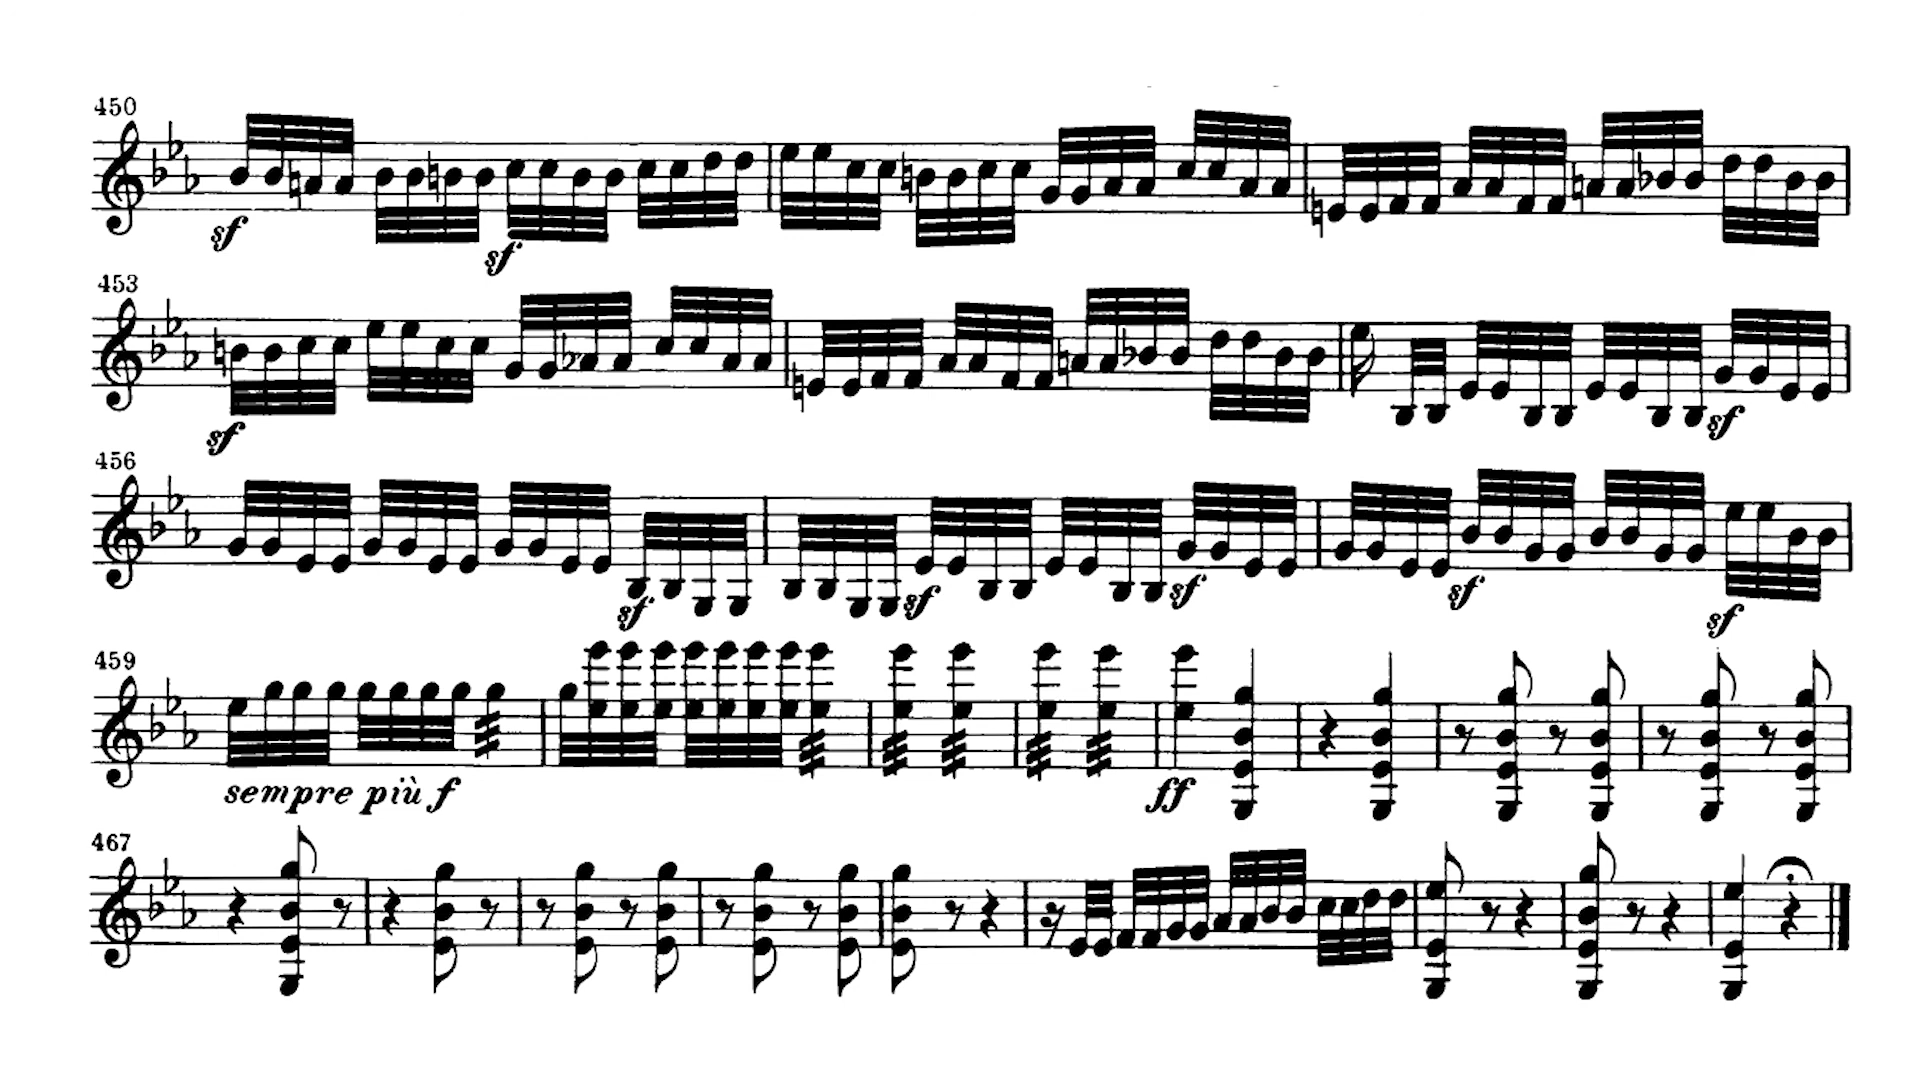 450
sf sf
453
sf sf
456
sf sf sf sf sf
459
sempre più f ff
467